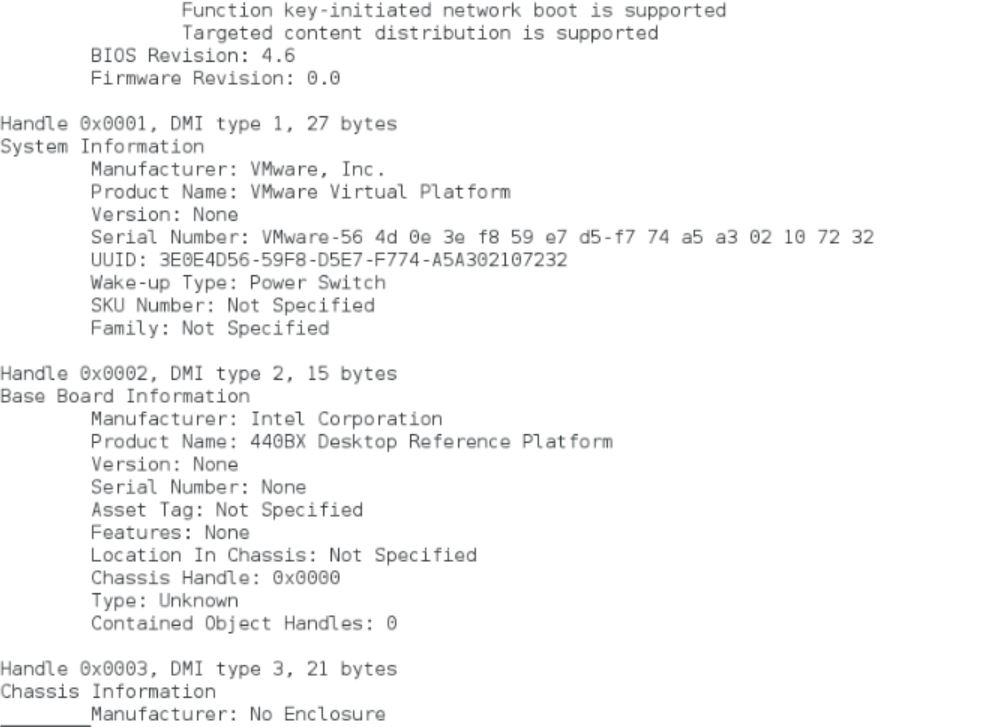 Function key-initiated network boot is supported
Targeted content distribution is supported
BIOS Revision: 4.6
Firmware Revision: 0.0
Handle 0x0001, DMI type 1, 27 bytes
System Information
Manufacturer: VMware, Inc.
Product Name: VMware Virtual Platform
Version: None
Serial Number: VMware-56 4d 0e 3e f8 59 e7 d5-f7 74 a5 a3 02 10 72 32
UUID: 3E0E4D56-59F8-D5E7-F774-A5A302107232
Wake-up Type: Power Switch
SKU Number: Not Specified
Family: Not Specified
Handle 0x0002, DMI type 2, 15 bytes
Base Board Information
Manufacturer: Intel Corporation
Product Name: 440BX Desktop Reference Platform
Version: None
Serial Number: None
Asset Tag: Not Specified
Features: None
Location In Chassis: Not Specified
Chassis Handle: 0x0000
Type: Unknown
Contained Object Handles: 0
Handle 0x0003, DMI type 3, 21 bytes
Chassis Information
Manufacturer: No Enclosure